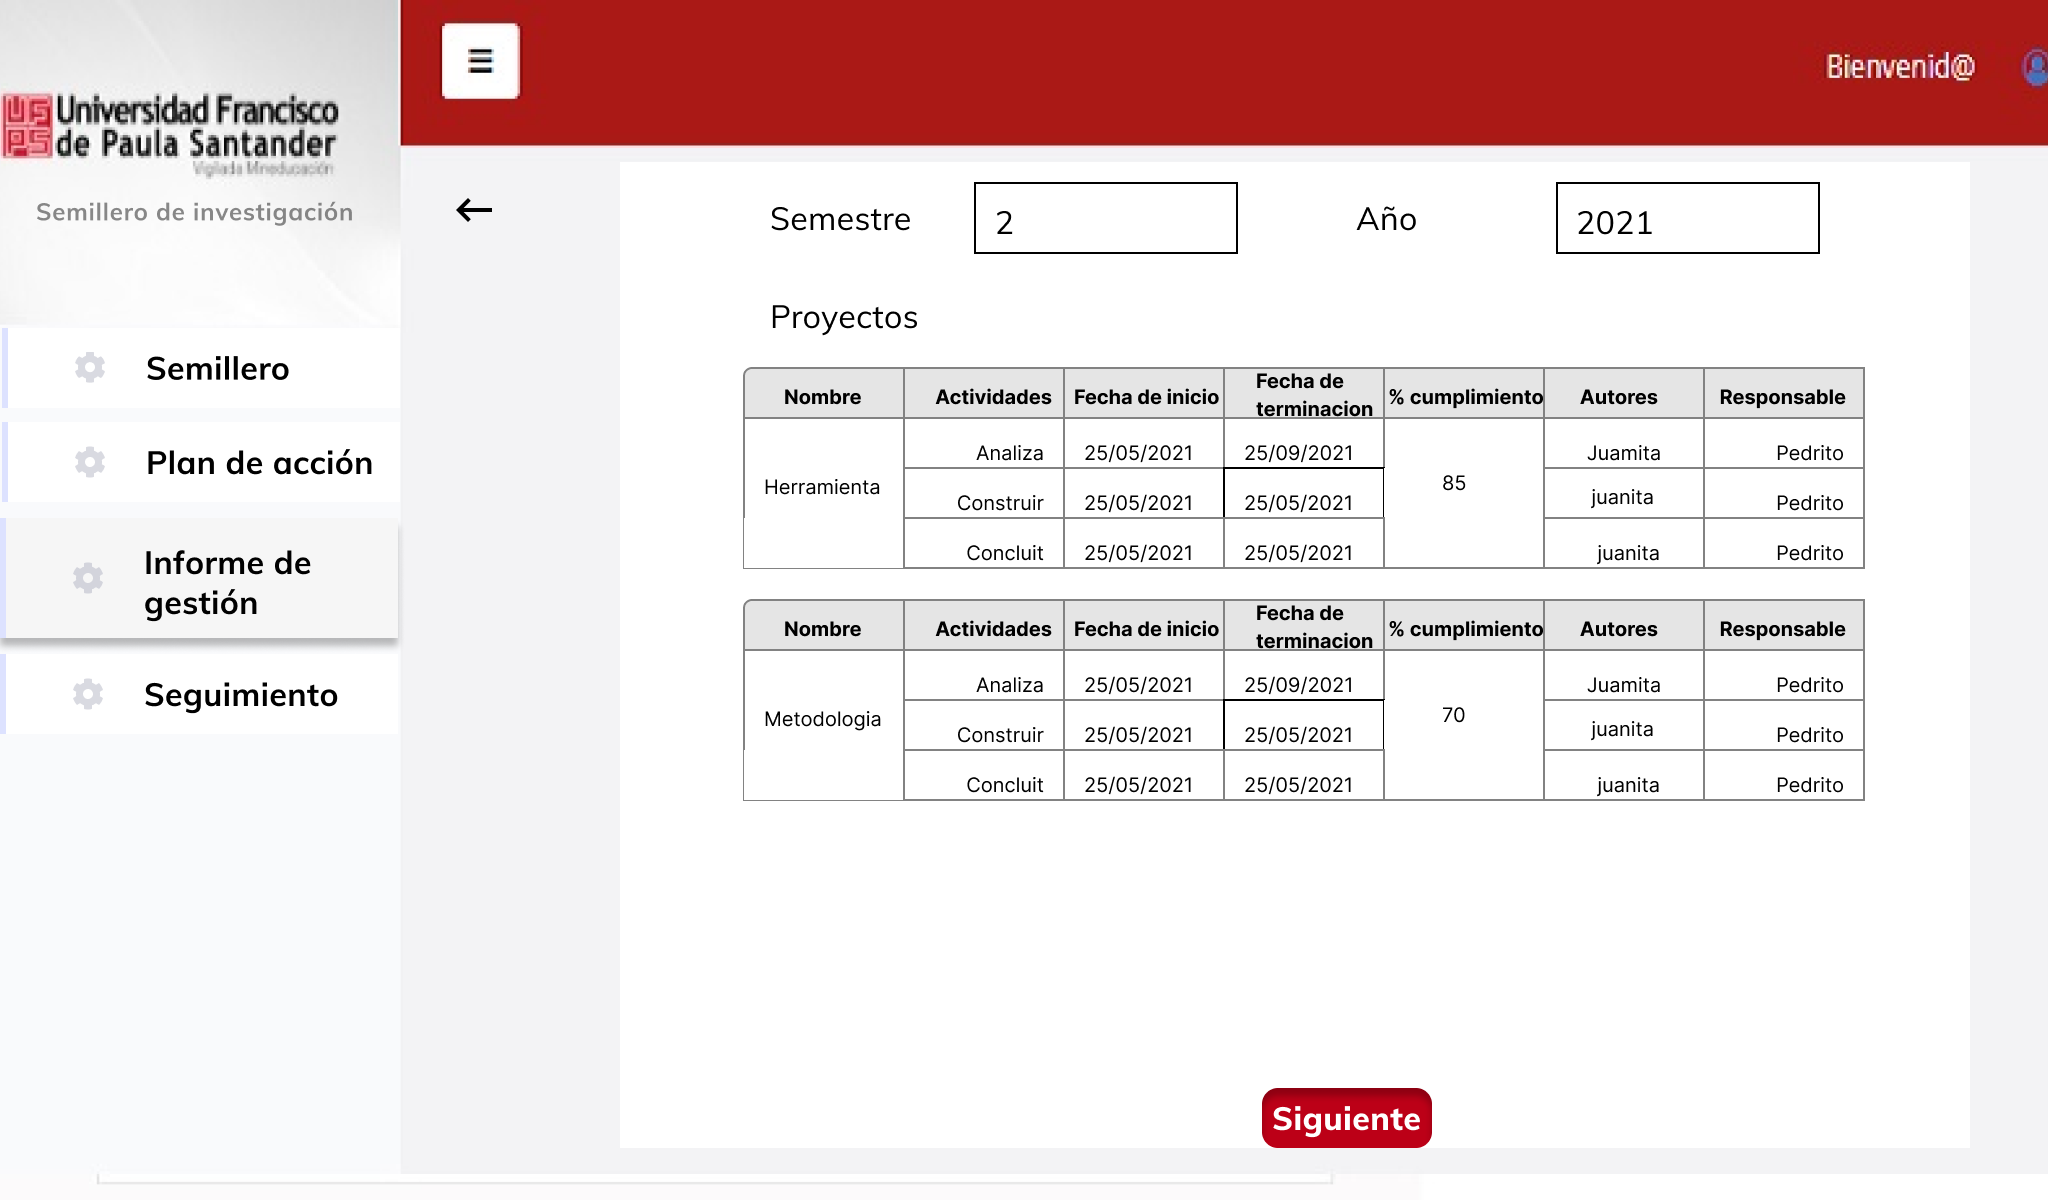 Universidad Francisco
de Paula Santander
Vigilada Mineducación
Semillero de investigación
Semillero
Plan de acción
Informe de
gestión
Seguimiento
Bienvenid@
Semestre 2 Año 2021
Proyectos
Nombre Actividades Fecha de inicio Fecha de terminacion % cumplimiento Autores Responsable
Herramienta Analiza 25/05/2021 25/09/2021 85 Juamita Pedrito
Construir 25/05/2021 25/05/2021 juanita Pedrito
Concluit 25/05/2021 25/05/2021 juanita Pedrito
Nombre Actividades Fecha de inicio Fecha de terminacion % cumplimiento Autores Responsable
Metodologia Analiza 25/05/2021 25/09/2021 70 Juamita Pedrito
Construir 25/05/2021 25/05/2021 juanita Pedrito
Concluit 25/05/2021 25/05/2021 juanita Pedrito
Siguiente